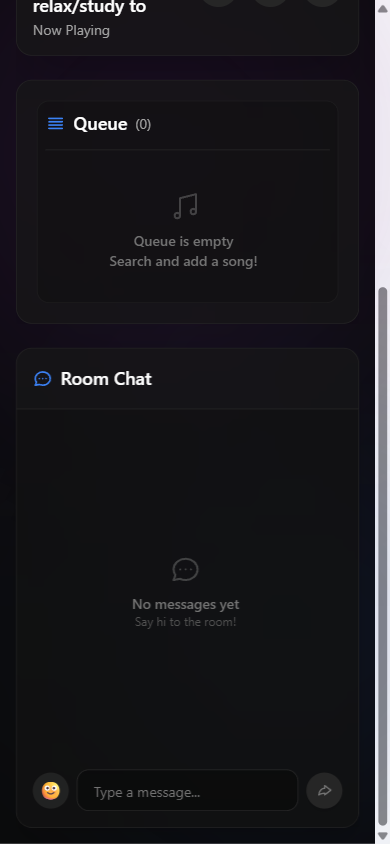 relax/study to
Now Playing
Queue (0)
Queue is empty
Search and add a song!
Room Chat
No messages yet
Say hi to the room!
Type a message...